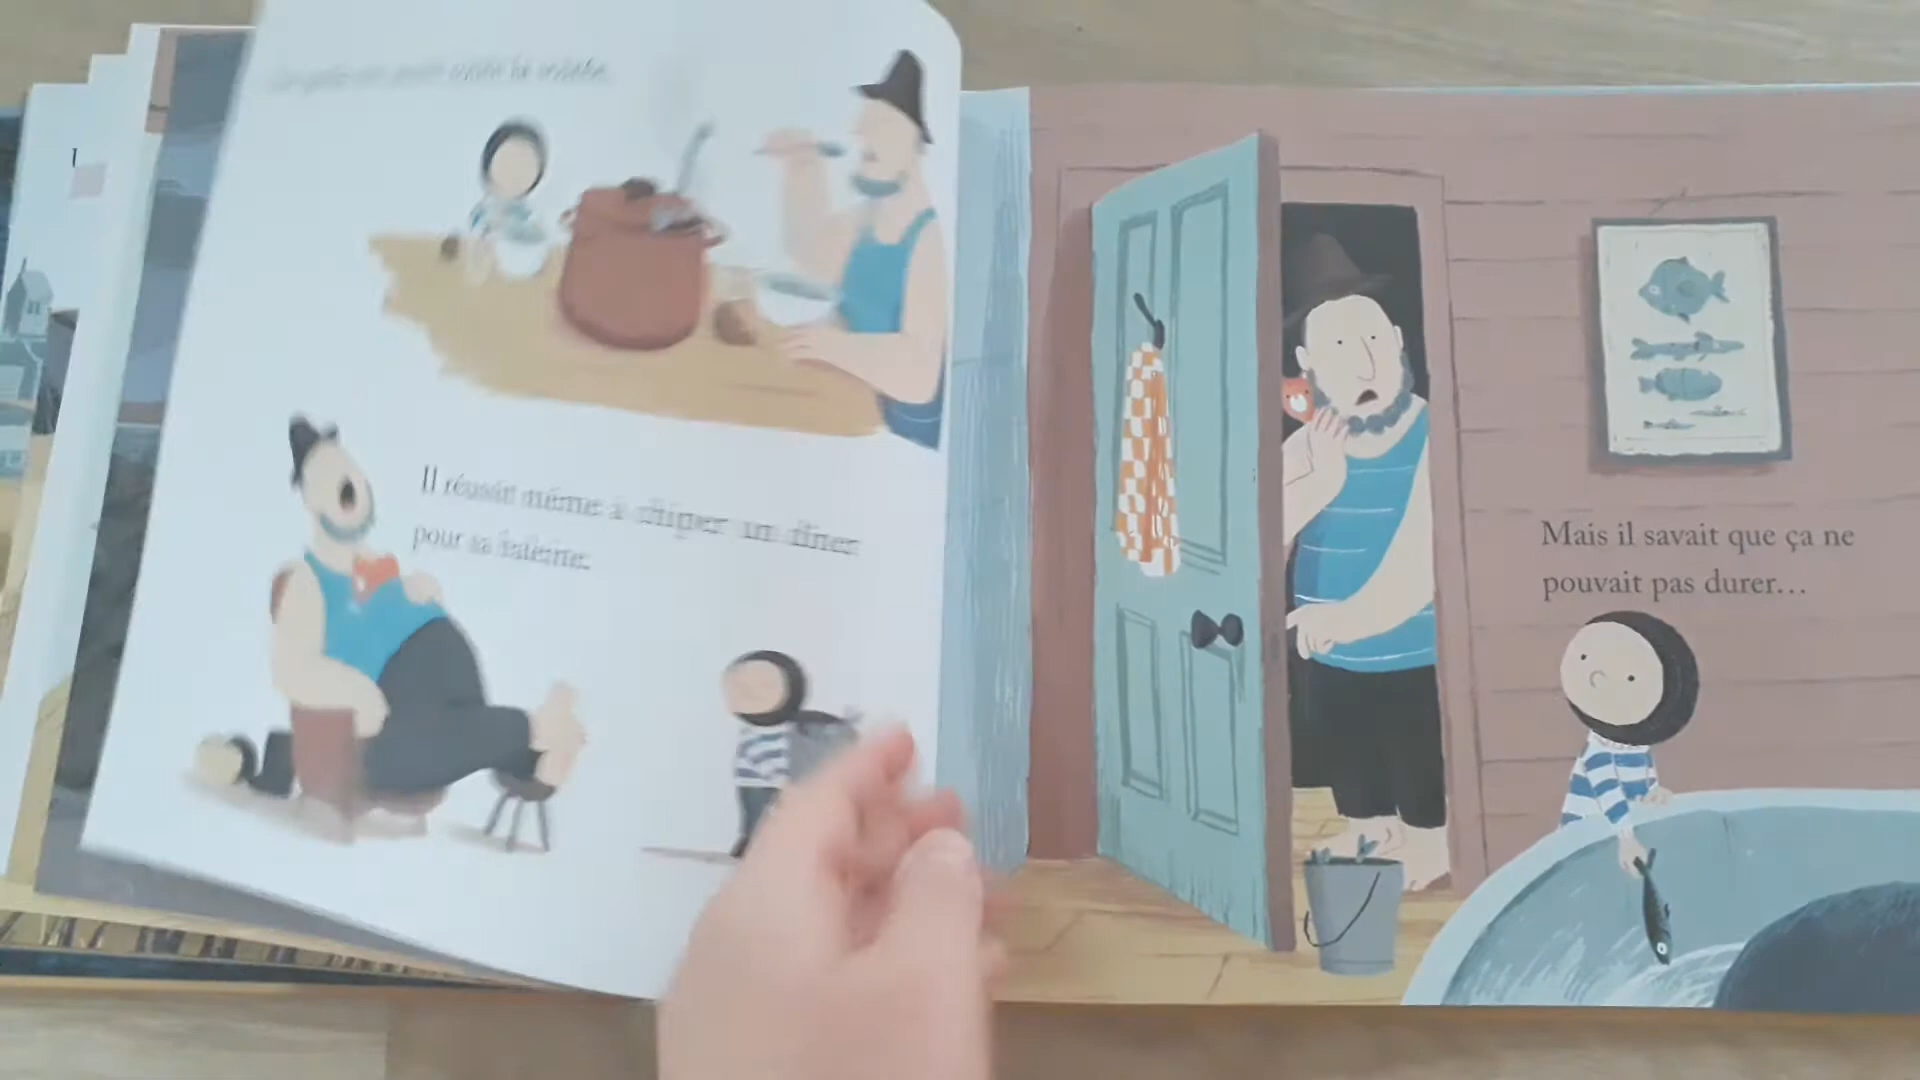 Il réussit même à chiper un dîner
pour sa baleine.
Mais il savait que ça ne
pouvait pas durer...